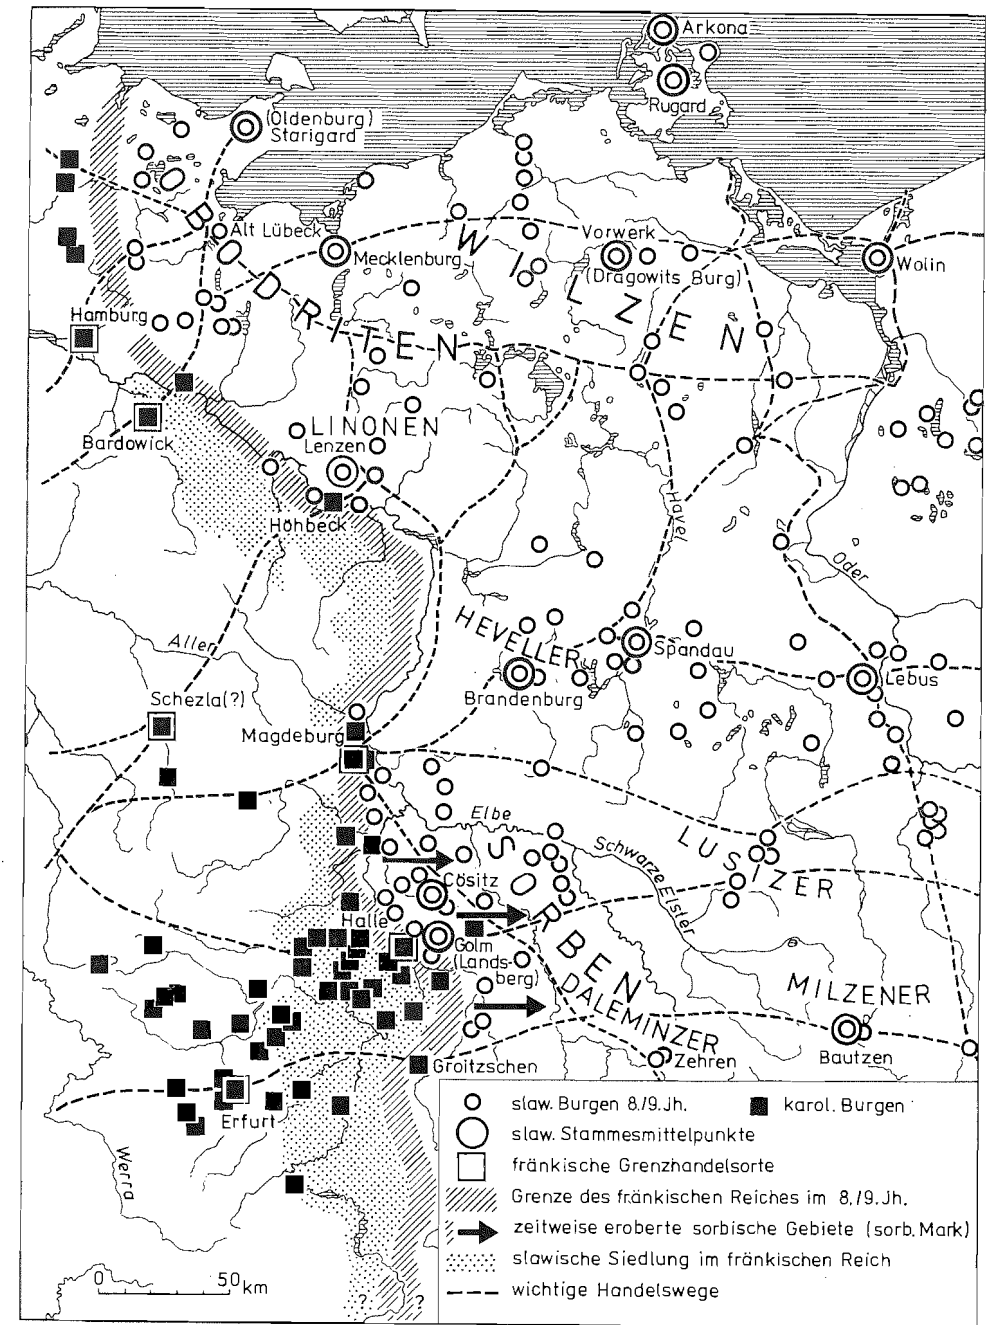 Arkona
Rugard
(Oldenburg)
Starigard
OBODRITEN
Alt Lübeck
Mecklenburg
WILZEN
Vorwerk
(Dragowits Burg)
Wolin
Hamburg
Bardowick
LINONEN
Lenzen
Höhbeck
Havel
Oder
Aller
HEVELLER
Spandau
Brandenburg
Lebus
Schezla(?)
Magdeburg
Elbe
Schwarze Elster
LUSIZER
SORBEN
Cösitz
Halle
Golm
(Lands-
berg)
DALEMINZER
MILZENER
Bautzen
Zehren
Groitzschen
Erfurt
Werra
0 50 km
? ?
slaw. Burgen 8./9. Jh.
karol. Burgen
slaw. Stammesmittelpunkte
fränkische Grenzhandelsorte
Grenze des fränkischen Reiches im 8./9. Jh.
zeitweise eroberte sorbische Gebiete (sorb. Mark)
slawische Siedlung im fränkischen Reich
wichtige Handelswege